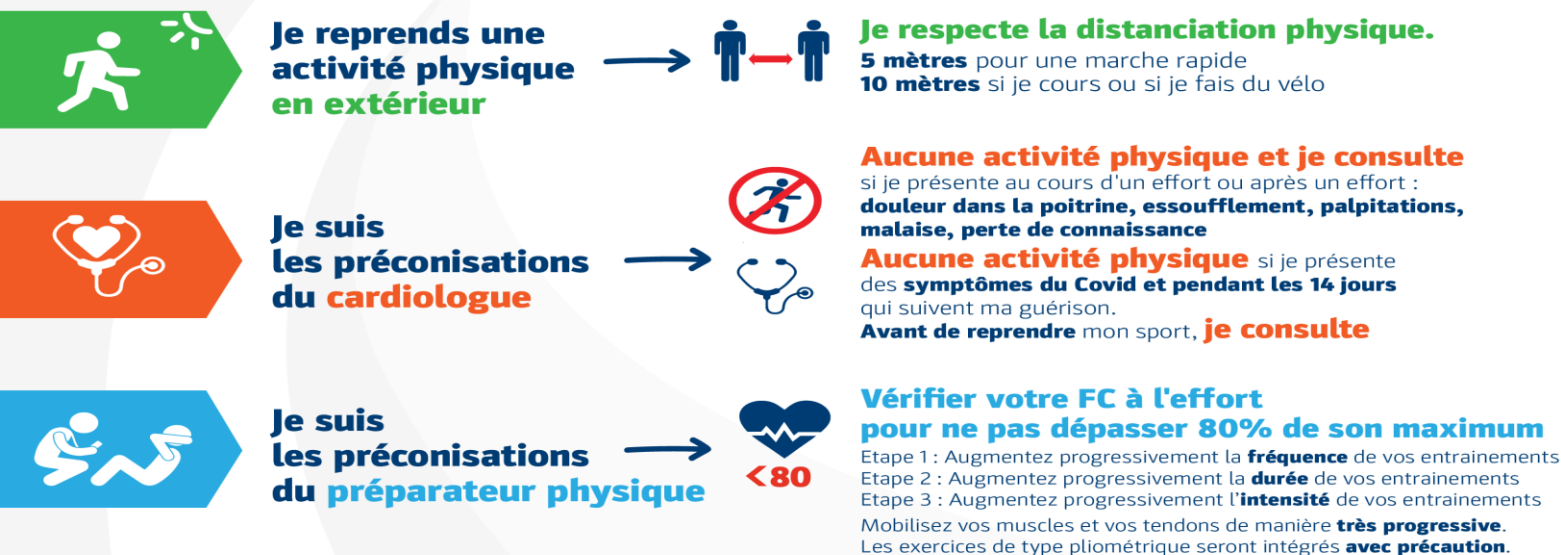 Je reprends une
activité physique
en extérieur
Je respecte la distanciation physique.
5 mètres pour une marche rapide
10 mètres si je cours ou si je fais du vélo
Je suis
les préconisations
du cardiologue
Aucune activité physique et je consulte
si je présente au cours d'un effort ou après un effort :
douleur dans la poitrine, essoufflement, palpitations,
malaise, perte de connaissance
Aucune activité physique si je présente
des symptômes du Covid et pendant les 14 jours
qui suivent ma guérison.
Avant de reprendre mon sport, je consulte
Je suis
les préconisations
du préparateur physique
<80
Vérifier votre FC à l'effort
pour ne pas dépasser 80% de son maximum
Etape 1 : Augmentez progressivement la fréquence de vos entrainements
Etape 2 : Augmentez progressivement la durée de vos entrainements
Etape 3 : Augmentez progressivement l'intensité de vos entrainements
Mobilisez vos muscles et vos tendons de manière très progressive.
Les exercices de type pliométrique seront intégrés avec précaution.